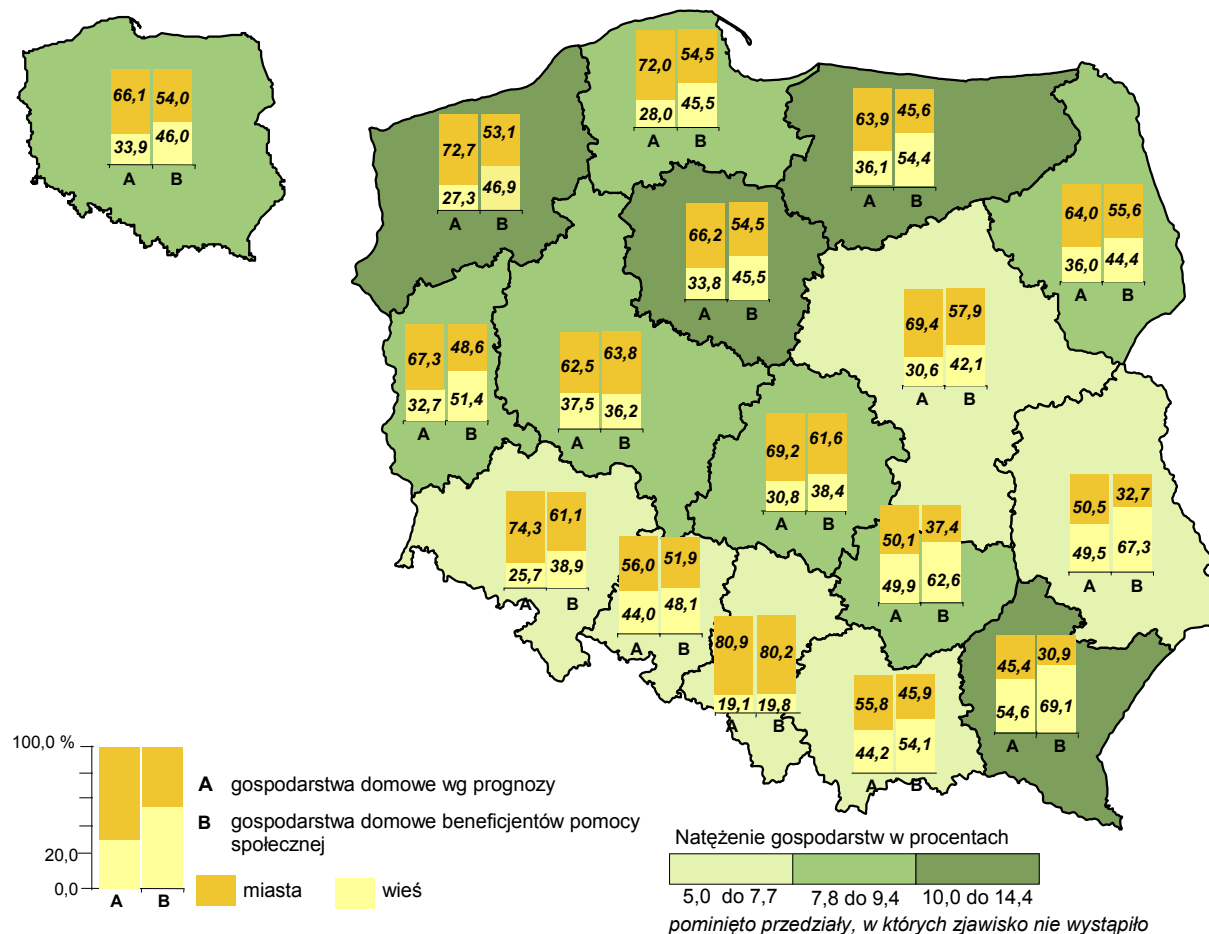 66,1 54,0
33,9 46,0
A B
72,0 54,5
28,0 45,5
A B
63,9 45,6
36,1 54,4
A B
72,7 53,1
27,3 46,9
A B
64,0 55,6
36,0 44,4
A B
66,2 54,5
33,8 45,5
A B
69,4 57,9
30,6 42,1
A B
67,3 48,6
32,7 51,4
A B
62,5 63,8
37,5 36,2
A B
69,2 61,6
30,8 38,4
A B
50,5 32,7
49,5 67,3
A B
74,3 61,1
25,7 38,9
A B
50,1 37,4
49,9 62,6
A B
56,0 51,9
44,0 48,1
A B
80,9 80,2
19,1 19,8
A B
45,4 30,9
54,6 69,1
A B
55,8 45,9
44,2 54,1
A B
100,0 %
20,0
0,0
A B
A gospodarstwa domowe wg prognozy
B gospodarstwa domowe beneficjentów pomocy
społecznej
miasta wieś
Natężenie gospodarstw w procentach
5,0 do 7,7 7,8 do 9,4 10,0 do 14,4
pominięto przedziały, w których zjawisko nie wystąpiło